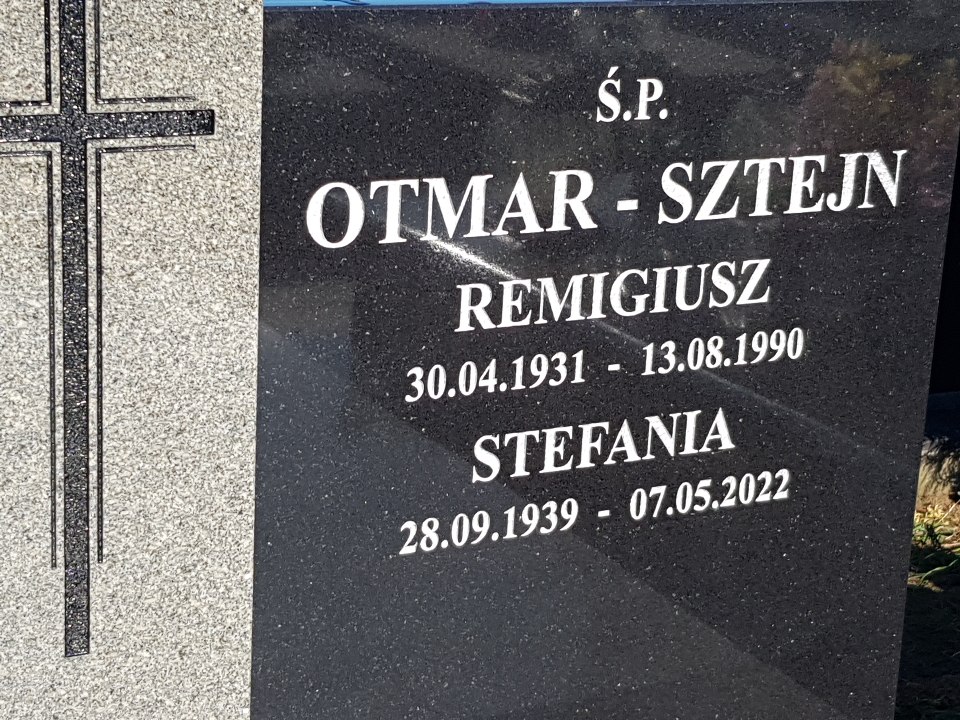 Ś.P.
OTMAR - SZTEJN
REMIGIUSZ
30.04.1931 - 13.08.1990
STEFANIA
28.09.1939 - 07.05.2022